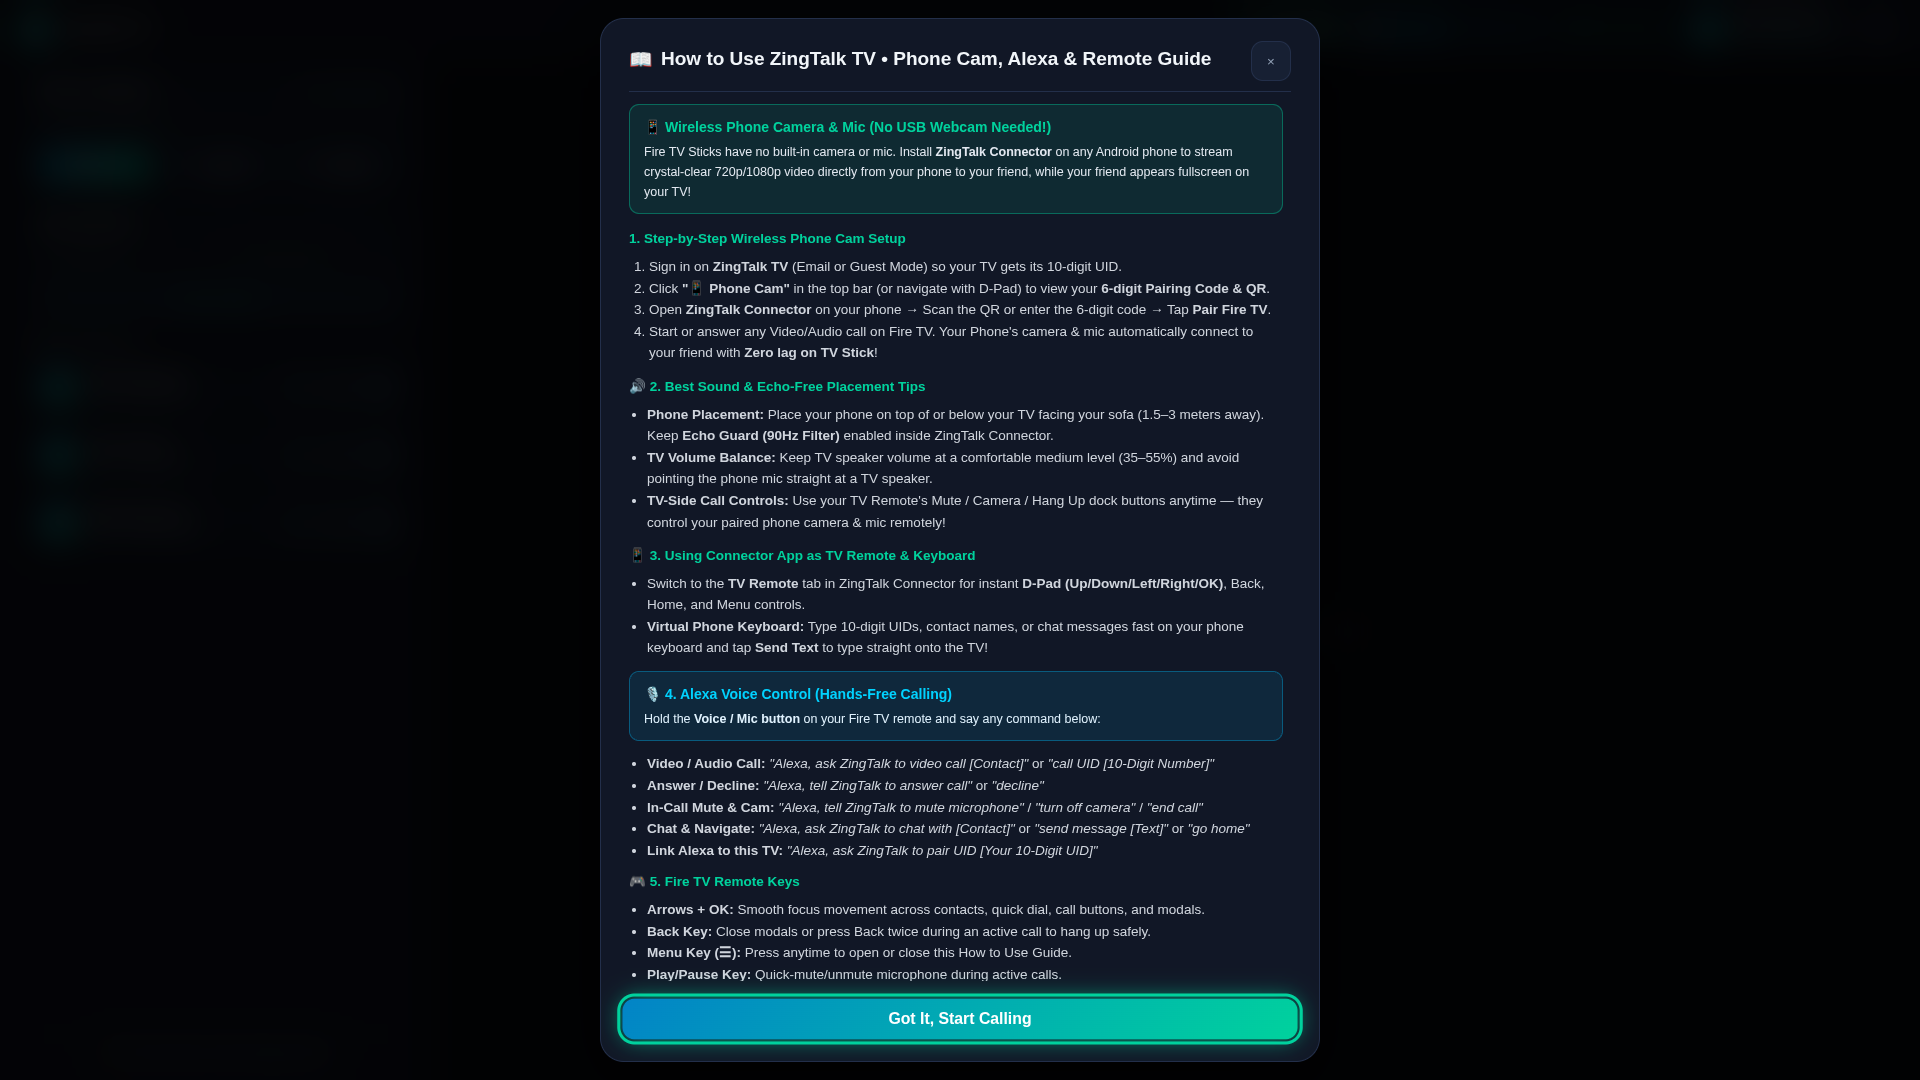 📖 How to Use ZingTalk TV • Phone Cam, Alexa & Remote Guide
×
📱 Wireless Phone Camera & Mic (No USB Webcam Needed!)
Fire TV Sticks have no built-in camera or mic. Install ZingTalk Connector on any Android phone to stream
crystal-clear 720p/1080p video directly from your phone to your friend, while your friend appears fullscreen on
your TV!
1. Step-by-Step Wireless Phone Cam Setup
1. Sign in on ZingTalk TV (Email or Guest Mode) so your TV gets its 10-digit UID.
2. Click "📱 Phone Cam" in the top bar (or navigate with D-Pad) to view your 6-digit Pairing Code & QR.
3. Open ZingTalk Connector on your phone → Scan the QR or enter the 6-digit code → Tap Pair Fire TV.
4. Start or answer any Video/Audio call on Fire TV. Your Phone's camera & mic automatically connect to
your friend with Zero lag on TV Stick!
🔊 2. Best Sound & Echo-Free Placement Tips
• Phone Placement: Place your phone on top of or below your TV facing your sofa (1.5–3 meters away).
Keep Echo Guard (90Hz Filter) enabled inside ZingTalk Connector.
• TV Volume Balance: Keep TV speaker volume at a comfortable medium level (35–55%) and avoid
pointing the phone mic straight at a TV speaker.
• TV-Side Call Controls: Use your TV Remote's Mute / Camera / Hang Up dock buttons anytime — they
control your paired phone camera & mic remotely!
📱 3. Using Connector App as TV Remote & Keyboard
• Switch to the TV Remote tab in ZingTalk Connector for instant D-Pad (Up/Down/Left/Right/OK), Back,
Home, and Menu controls.
• Virtual Phone Keyboard: Type 10-digit UIDs, contact names, or chat messages fast on your phone
keyboard and tap Send Text to type straight onto the TV!
🎙️ 4. Alexa Voice Control (Hands-Free Calling)
Hold the Voice / Mic button on your Fire TV remote and say any command below:
• Video / Audio Call: "Alexa, ask ZingTalk to video call [Contact]" or "call UID [10-Digit Number]"
• Answer / Decline: "Alexa, tell ZingTalk to answer call" or "decline"
• In-Call Mute & Cam: "Alexa, tell ZingTalk to mute microphone" / "turn off camera" / "end call"
• Chat & Navigate: "Alexa, ask ZingTalk to chat with [Contact]" or "send message [Text]" or "go home"
• Link Alexa to this TV: "Alexa, ask ZingTalk to pair UID [Your 10-Digit UID]"
🎮 5. Fire TV Remote Keys
• Arrows + OK: Smooth focus movement across contacts, quick dial, call buttons, and modals.
• Back Key: Close modals or press Back twice during an active call to hang up safely.
• Menu Key (☰): Press anytime to open or close this How to Use Guide.
• Play/Pause Key: Quick-mute/unmute microphone during active calls.
Got It, Start Calling